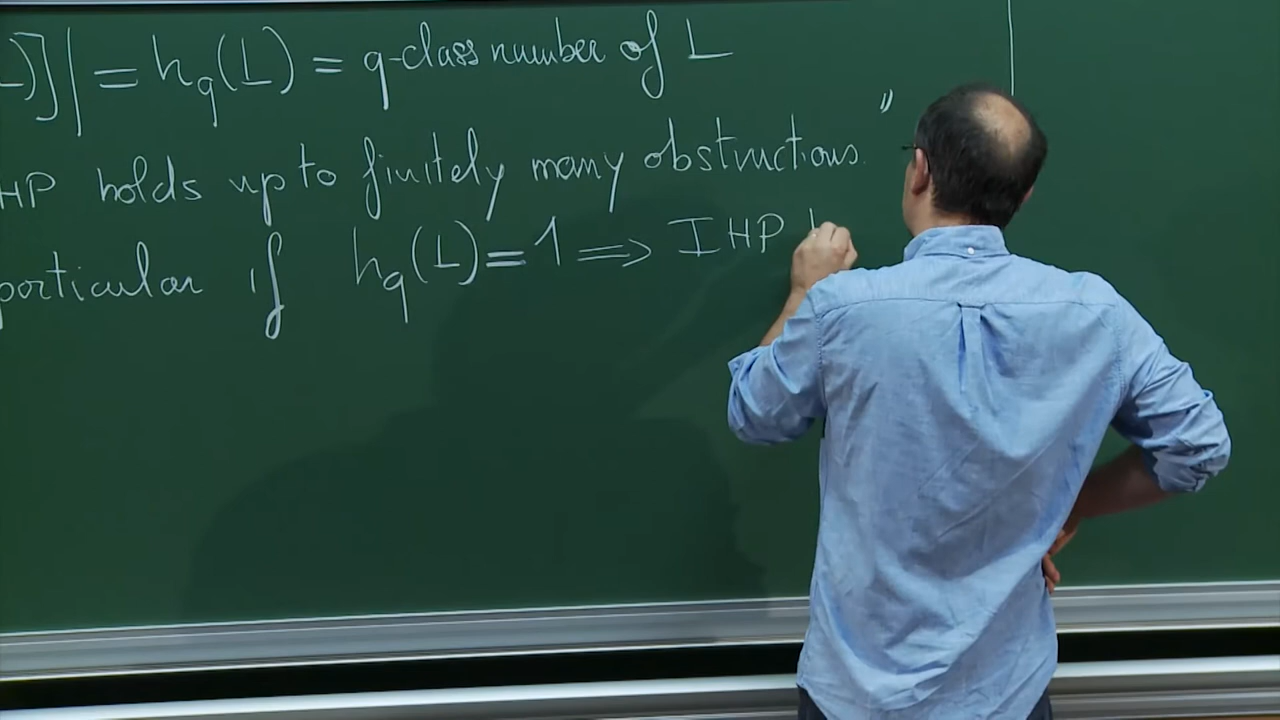 L)]| = h_q(L) = q-class number of L
HP holds up to finitely many obstructions. "
particular if h_q(L) = 1 ⟹ IHP